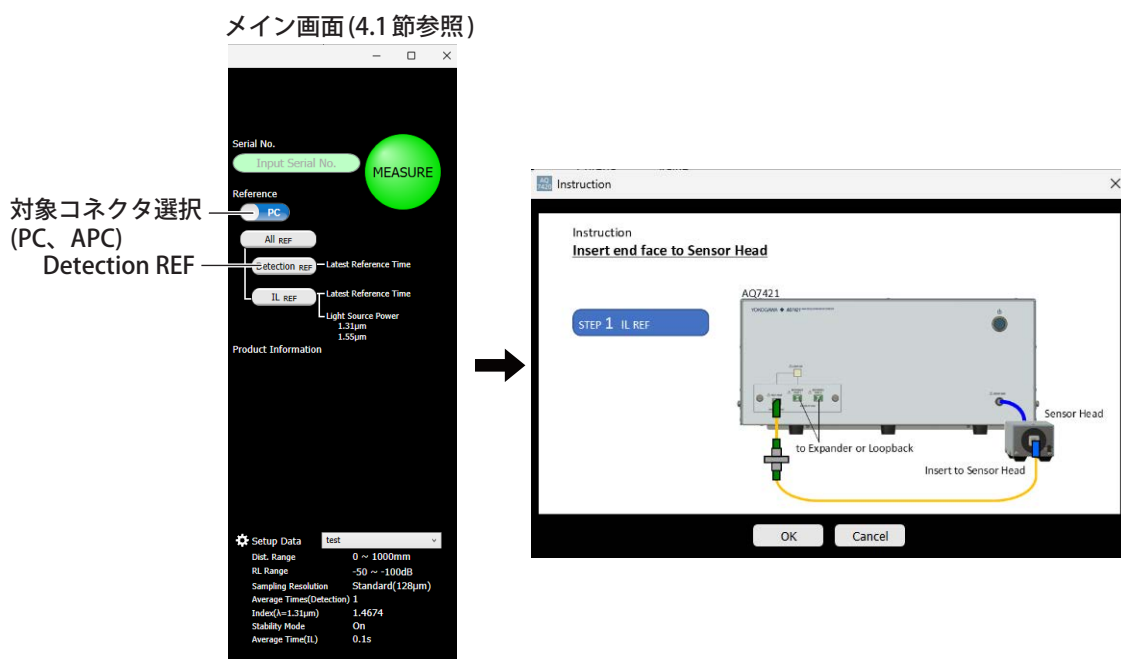 メイン画面(4.1節参照)
Serial No.
Input Serial No.
MEASURE
Reference
PC
対象コネクタ選択
(PC、APC)
All REF
Detection REF
Detection REF
Latest Reference Time
IL REF
Latest Reference Time
Light Source Power
1.31μm
1.55μm
Product Information
Setup Data
test
Dist. Range 0 ~ 1000mm
RL Range -50 ~ -100dB
Sampling Resolution Standard(128μm)
Average Times(Detection) 1
Index(λ=1.31μm) 1.4674
Stability Mode On
Average Time(IL) 0.1s
Instruction
Instruction
Insert end face to Sensor Head
STEP 1 IL REF
AQ7421
YOKOGAWA
to Expander or Loopback
Sensor Head
Insert to Sensor Head
OK
Cancel